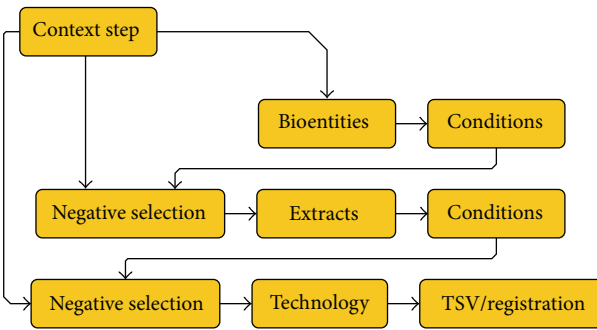 Context step
Bioentities
Conditions
Negative selection
Extracts
Conditions
Negative selection
Technology
TSV/registration